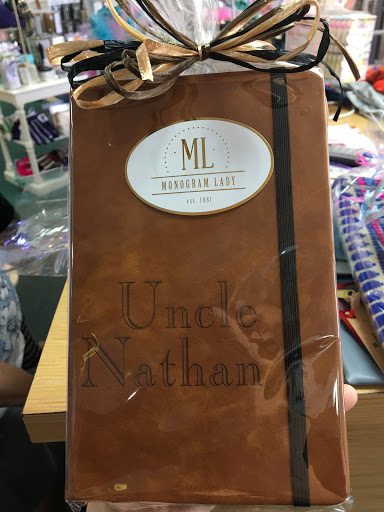 ML
MONOGRAM LADY
est. 1981
Uncle
Nathan